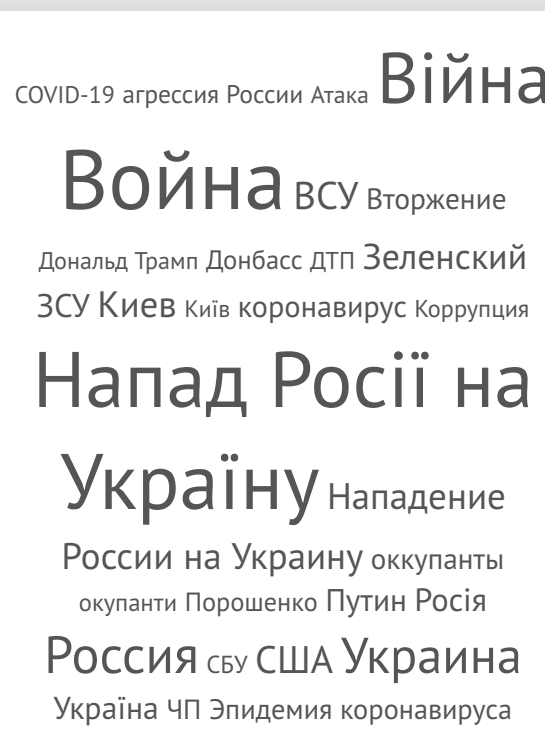 COVID-19 агрессия России Атака Війна
Война ВСУ Вторжение
Дональд Трамп Донбасс ДТП Зеленский
ЗСУ Киев Київ коронавирус Коррупция
Напад Росії на
Україну Нападение
России на Украину оккупанты
окупанти Порошенко Путин Росія
Россия СБУ США Украина
Україна ЧП Эпидемия коронавируса